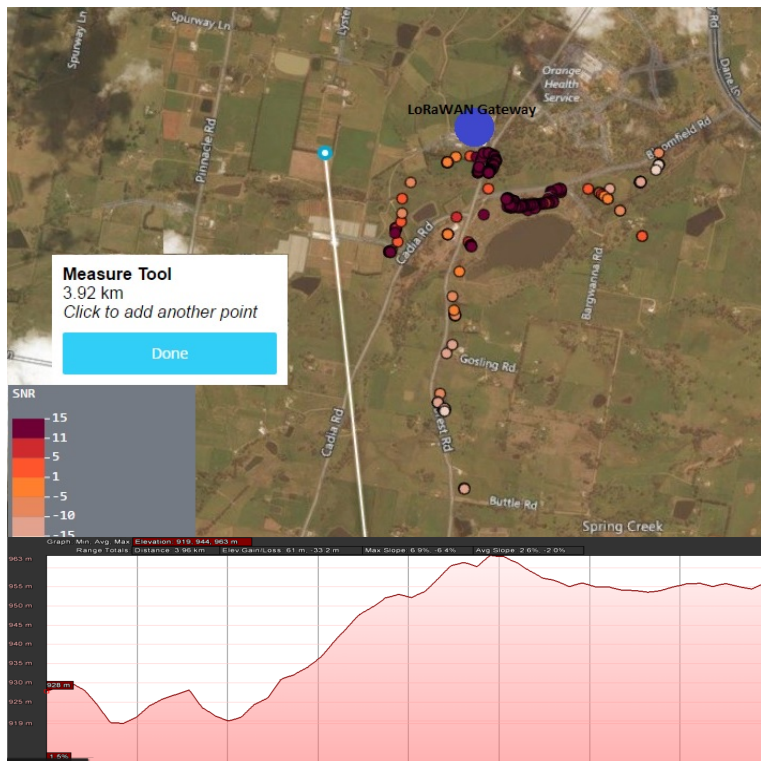 Spurway Ln
Spurway Ln
Pinnacle Rd
Orange
Health
Service
LoRaWAN Gateway
Bloomfield Rd
Cadia Rd
Bargwanna Rd
Measure Tool
3.92 km
Click to add another point
Done
Gosling Rd
Cadia Rd
Buttle Rd
Spring Creek
SNR
15
11
5
1
-5
-10
-15
Graph: Min, Avg, Max Elevation: 919, 944, 963 m
Range Totals: Distance: 3.96 km Elev Gain/Loss: 61 m, -33.2 m Max Slope: 6.9%, -6.4% Avg Slope: 2.6%, -2.0%
963 m
955 m
950 m
945 m
940 m
935 m
930 m
928 m
925 m
919 m
1.5%